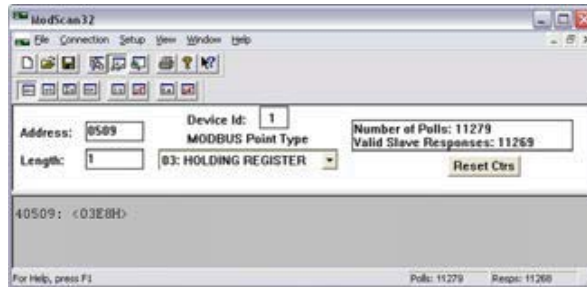 ModScan32
File Connection Setup View Window Help
Device Id: 1
Address: 0509
MODBUS Point Type
Length: 1
03: HOLDING REGISTER
Number of Polls: 11279
Valid Slave Responses: 11269
Reset Ctrs
40509: <03E8H>
For Help, press F1
Polls: 11279
Resps: 11268